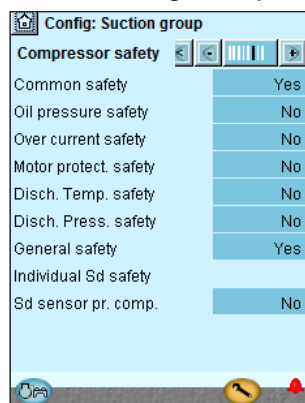 Config: Suction group
Compressor safety
Common safety Yes
Oil pressure safety No
Over current safety No
Motor protect. safety No
Disch. Temp. safety No
Disch. Press. safety No
General safety Yes
Individual Sd safety
Sd sensor pr. comp. No